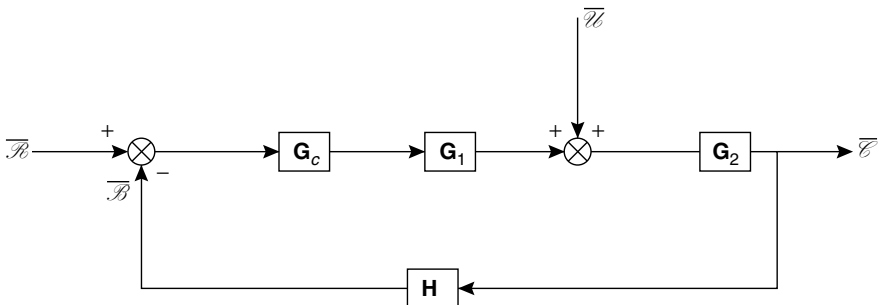 𝒰̅
ℛ̅ + G_c G_1 + + G_2 𝒞̅
ℬ̅ −
H